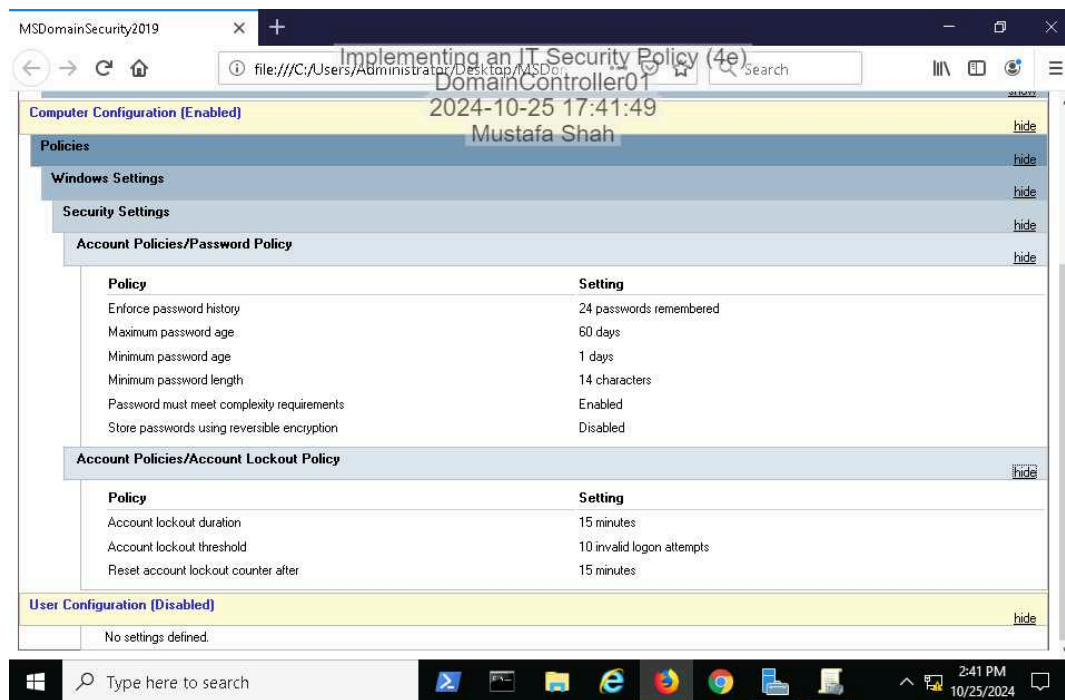 MSDomainSecurity2019
file:///C:/Users/Administrator/Desktop/MSDor
Search
Implementing an IT Security Policy (4e)
DomainController01
2024-10-25 17:41:49
Mustafa Shah
show
Computer Configuration (Enabled)
hide
Policies
hide
Windows Settings
hide
Security Settings
hide
Account Policies/Password Policy
hide
Policy Setting
Enforce password history 24 passwords remembered
Maximum password age 60 days
Minimum password age 1 days
Minimum password length 14 characters
Password must meet complexity requirements Enabled
Store passwords using reversible encryption Disabled
Account Policies/Account Lockout Policy
hide
Policy Setting
Account lockout duration 15 minutes
Account lockout threshold 10 invalid logon attempts
Reset account lockout counter after 15 minutes
User Configuration (Disabled)
hide
No settings defined.
Type here to search
2:41 PM
10/25/2024